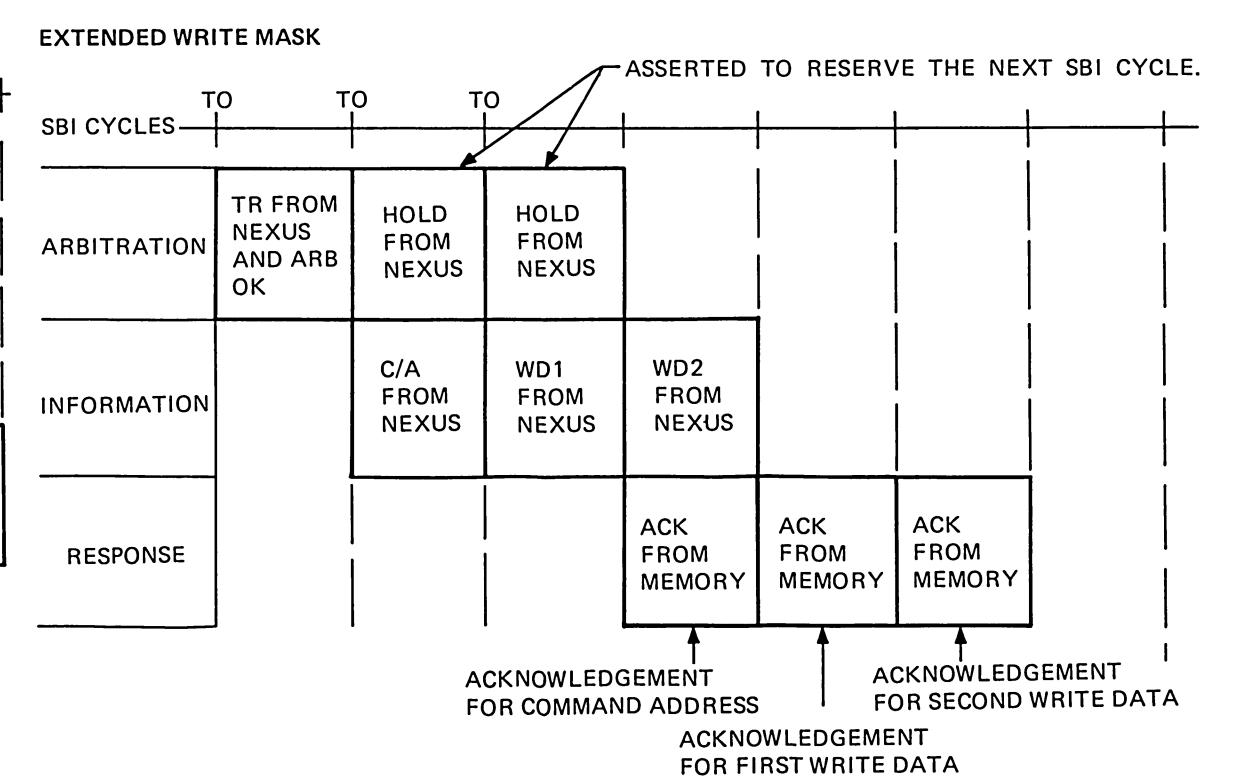 EXTENDED WRITE MASK
ASSERTED TO RESERVE THE NEXT SBI CYCLE.
TO TO TO
SBI CYCLES
ARBITRATION
TR FROM
NEXUS
AND ARB
OK
HOLD
FROM
NEXUS
HOLD
FROM
NEXUS
INFORMATION
C/A
FROM
NEXUS
WD1
FROM
NEXUS
WD2
FROM
NEXUS
RESPONSE
ACK
FROM
MEMORY
ACK
FROM
MEMORY
ACK
FROM
MEMORY
ACKNOWLEDGEMENT
FOR COMMAND ADDRESS
ACKNOWLEDGEMENT
FOR FIRST WRITE DATA
ACKNOWLEDGEMENT
FOR SECOND WRITE DATA